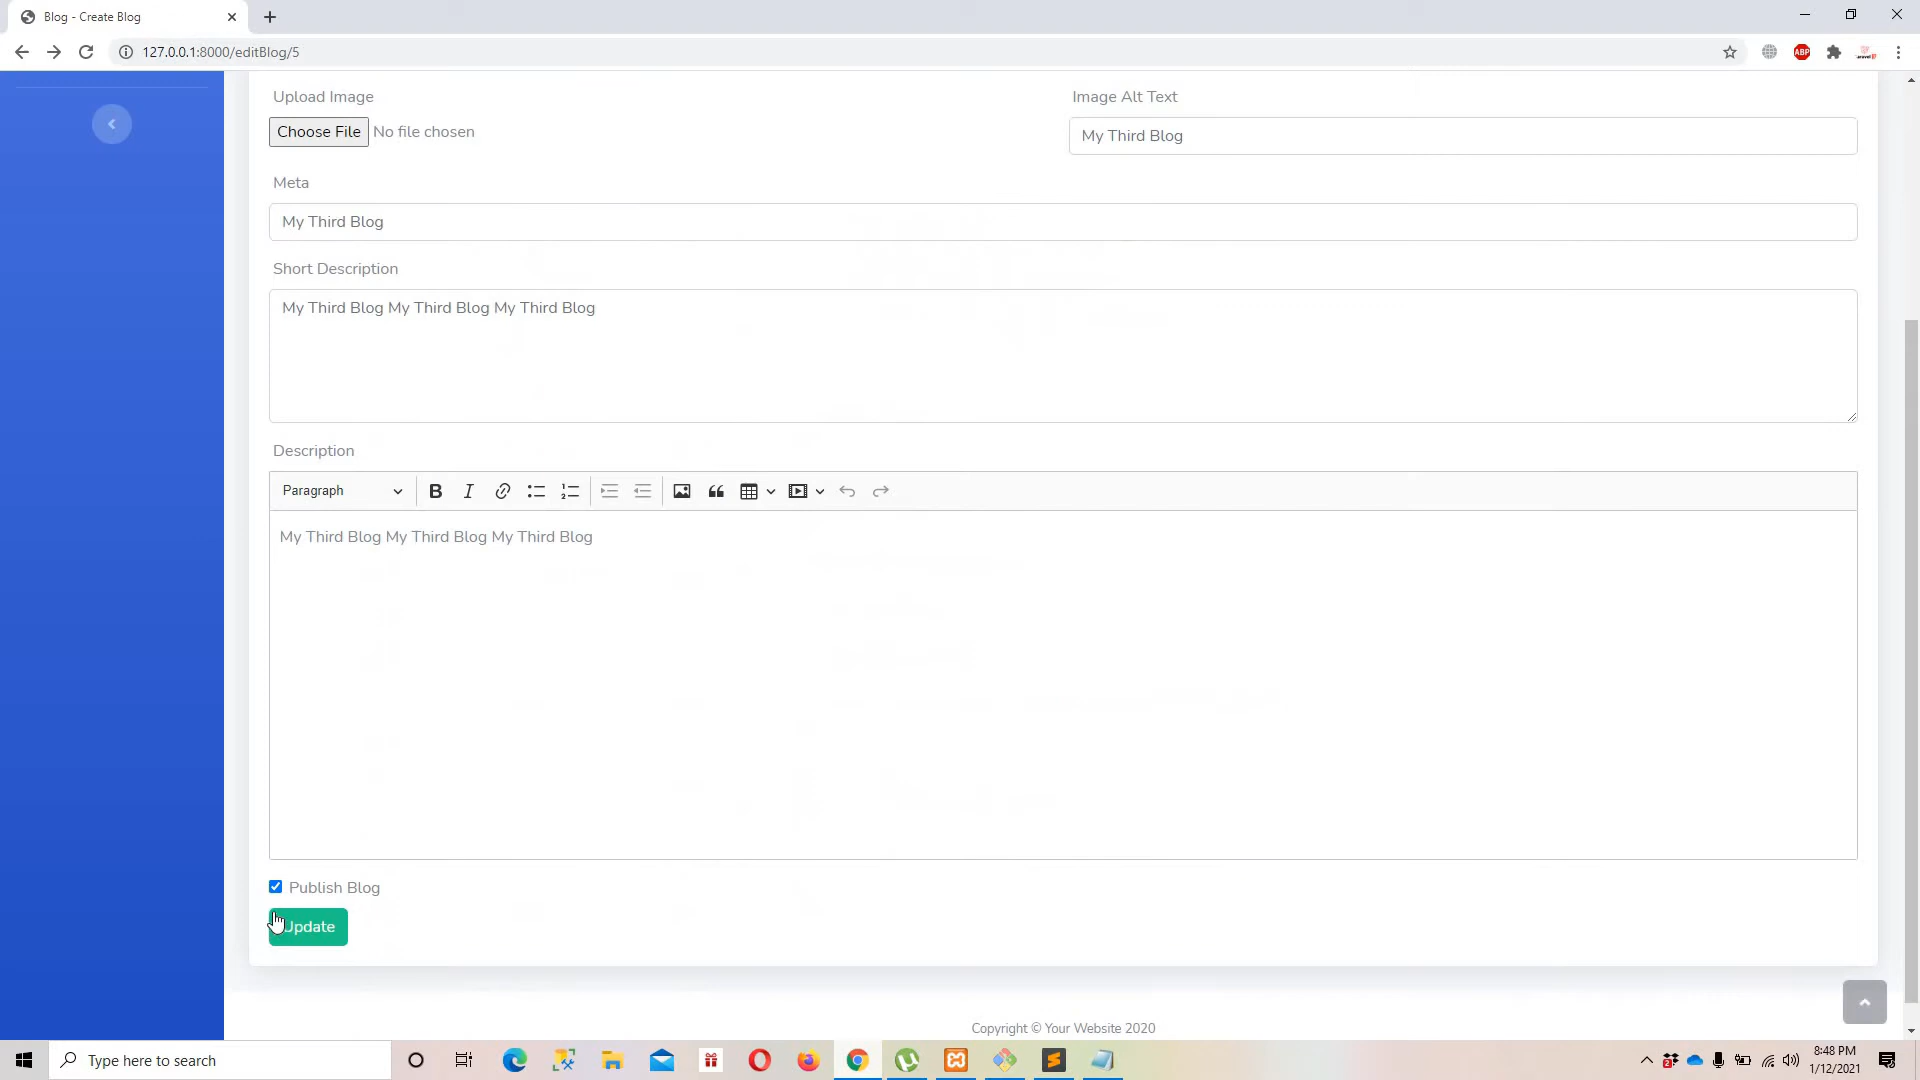 Blog - Create Blog
127.0.0.1:8000/editBlog/5
ABP
Upload Image
Image Alt Text
Choose File No file chosen
My Third Blog
Meta
My Third Blog
Short Description
My Third Blog My Third Blog My Third Blog
Description
Paragraph
My Third Blog My Third Blog My Third Blog
Publish Blog
Update
Copyright © Your Website 2020
Type here to search
8:48 PM
1/12/2021